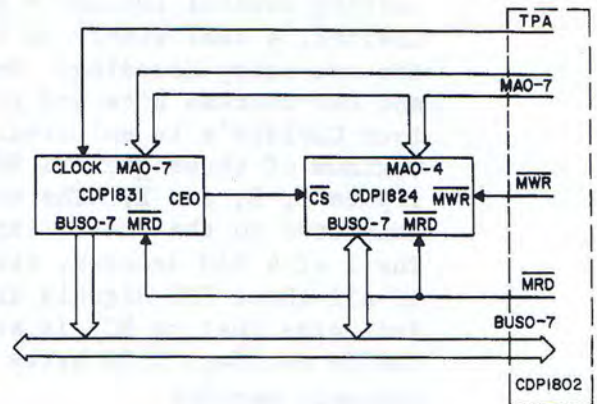 TPA
MAO-7
CLOCK MAO-7
MAO-4
CDP1831 CEO
CS CDP1824 MWR
MWR
BUSO-7 MRD
BUSO-7 MRD
MRD
BUSO-7
CDP1802